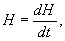 H = dH/dt,